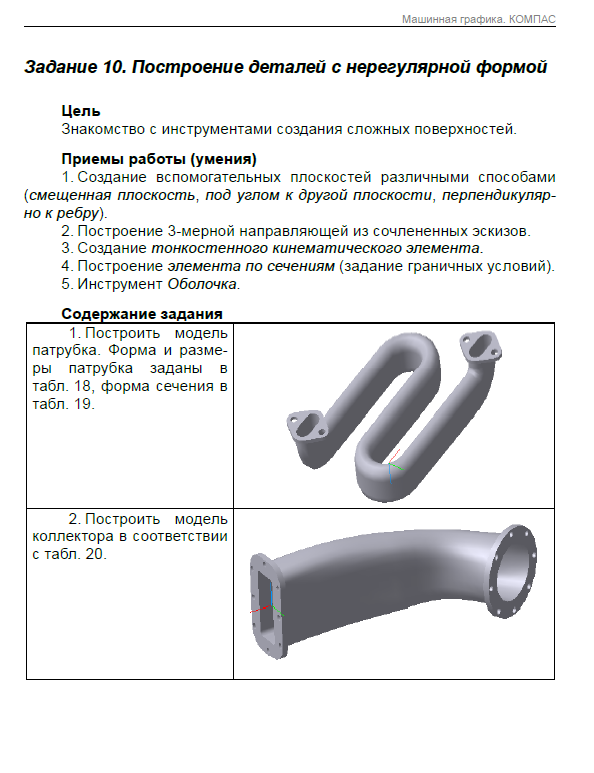 Машинная графика. КОМПАС
Задание 10. Построение деталей с нерегулярной формой
Цель
Знакомство с инструментами создания сложных поверхностей.
Приемы работы (умения)
1. Создание вспомогательных плоскостей различными способами
(смещенная плоскость, под углом к другой плоскости, перпендикуляр-
но к ребру).
2. Построение 3-мерной направляющей из сочлененных эскизов.
3. Создание тонкостенного кинематического элемента.
4. Построение элемента по сечениям (задание граничных условий).
5. Инструмент Оболочка.
Содержание задания
1. Построить модель
патрубка. Форма и разме-
ры патрубка заданы в
табл. 18, форма сечения в
табл. 19.
2. Построить модель
коллектора в соответствии
с табл. 20.